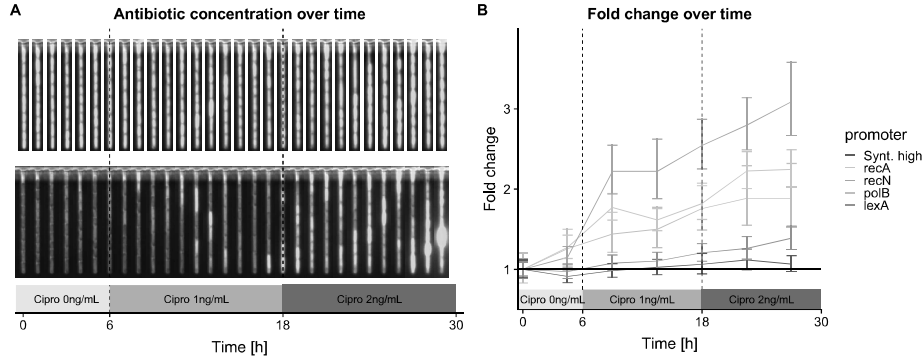 A
Antibiotic concentration over time
Cipro 0ng/mL
Cipro 1ng/mL
Cipro 2ng/mL
0
6
18
30
Time [h]
B
Fold change over time
Fold change
3
2
1
Cipro 0ng/mL
Cipro 1ng/mL
Cipro 2ng/mL
0
6
18
30
Time [h]
promoter
Synt. high
recA
recN
polB
lexA